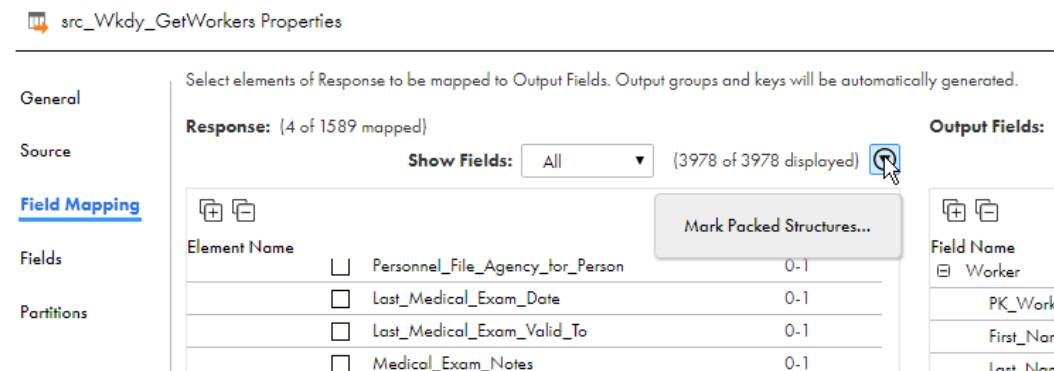 src_Wkdy_GetWorkers Properties
General
Source
Field Mapping
Fields
Partitions
Select elements of Response to be mapped to Output Fields. Output groups and keys will be automatically generated.
Response: (4 of 1589 mapped)
Show Fields: All (3978 of 3978 displayed)
Mark Packed Structures...
Element Name
Personnel_File_Agency_for_Person 0-1
Last_Medical_Exam_Date 0-1
Last_Medical_Exam_Valid_To 0-1
Medical_Exam_Notes 0-1
Output Fields:
Field Name
Worker
PK_Work
First_Nar
Last_Nar